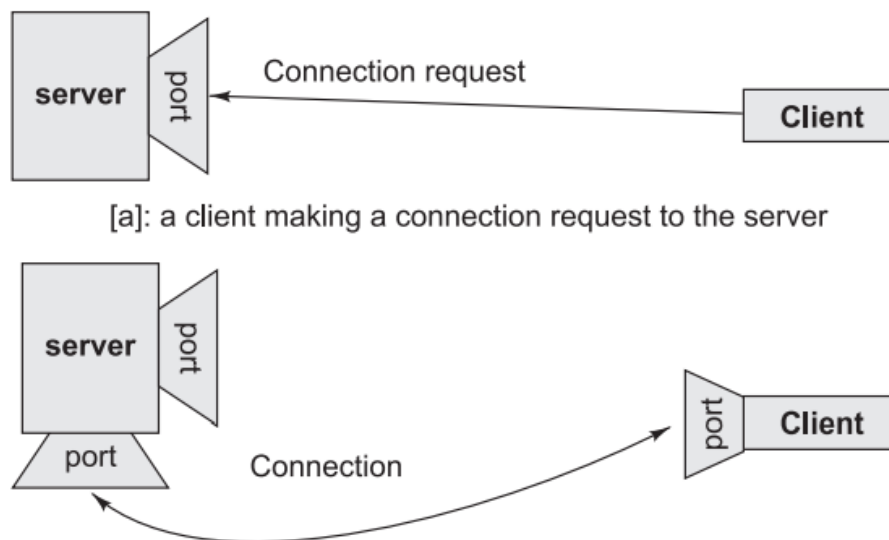 server
port
Connection request
Client
[a]: a client making a connection request to the server
server
port
port
Connection
port
Client